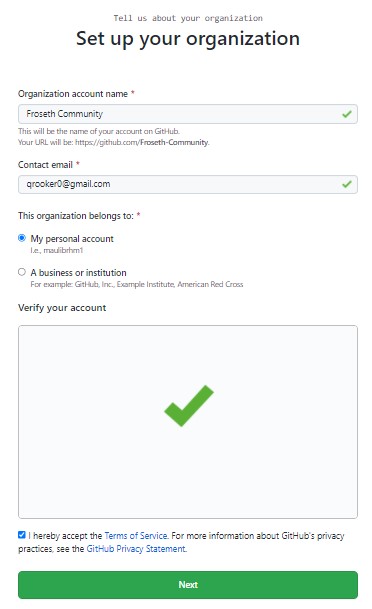 Tell us about your organization
Set up your organization
Organization account name *
Froseth Community
This will be the name of your account on GitHub.
Your URL will be: https://github.com/Froseth-Community.
Contact email *
qrooker0@gmail.com
This organization belongs to: *
My personal account
I.e., maulibrhm1
A business or institution
For example: GitHub, Inc., Example Institute, American Red Cross
Verify your account
I hereby accept the Terms of Service. For more information about GitHub's privacy
practices, see the GitHub Privacy Statement.
Next